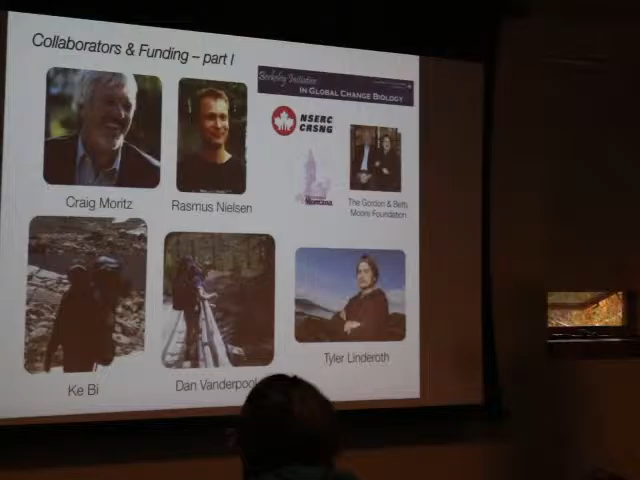 Collaborators & Funding – part I
Berkeley Initiative
IN GLOBAL CHANGE BIOLOGY
NSERC
CRSNG
Craig Moritz
Rasmus Nielsen
Montana
The Gordon & Betty
Moore Foundation
Ke Bi
Dan Vanderpool
Tyler Linderoth